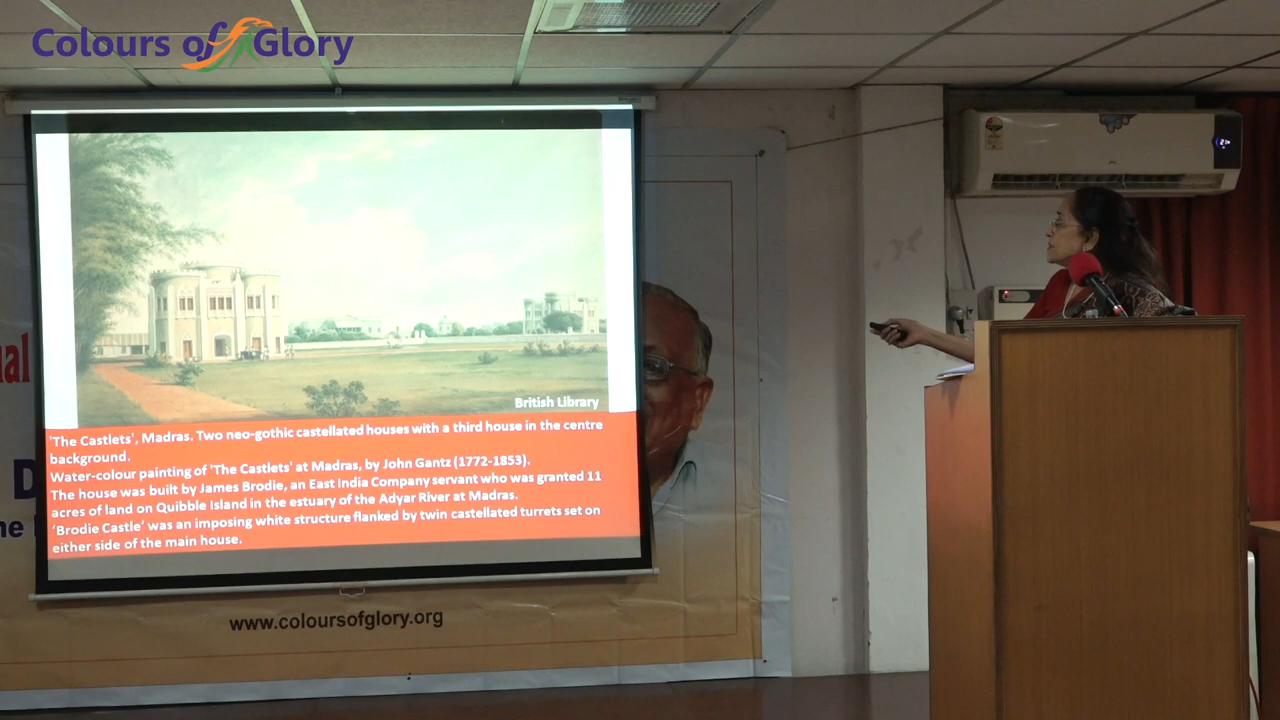 Colours of Glory
British Library
'The Castlets', Madras. Two neo-gothic castellated houses with a third house in the centre
background.
Water-colour painting of 'The Castlets' at Madras, by John Gantz (1772-1853).
The house was built by James Brodie, an East India Company servant who was granted 11
acres of land on Quibble Island in the estuary of the Adyar River at Madras.
‘Brodie Castle’ was an imposing white structure flanked by twin castellated turrets set on
either side of the main house.
www.coloursofglory.org